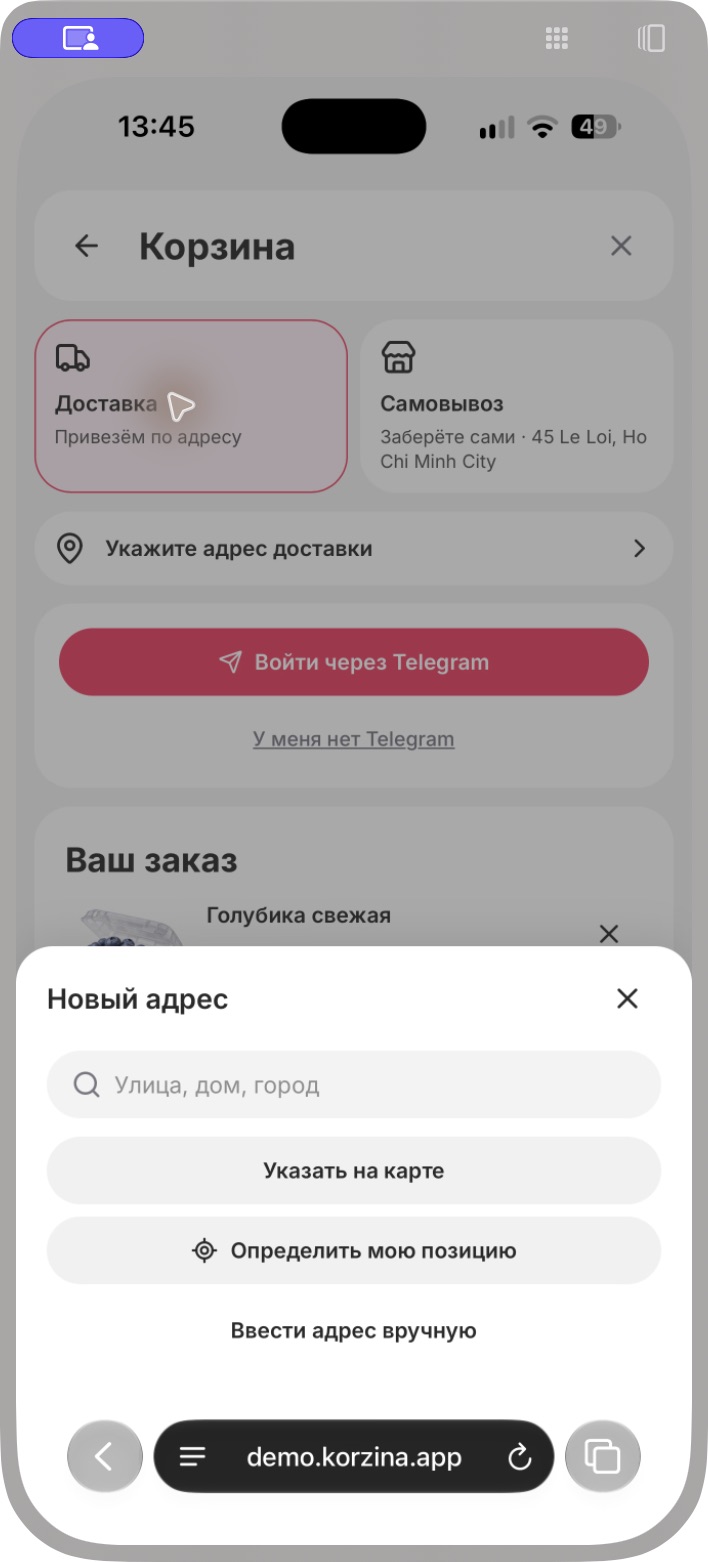 13:45
49
Корзина
Доставка
Привезём по адресу
Самовывоз
Заберёте сами · 45 Le Loi, Ho
Chi Minh City
Укажите адрес доставки
Войти через Telegram
У меня нет Telegram
Ваш заказ
Голубика свежая
Новый адрес
Улица, дом, город
Указать на карте
Определить мою позицию
Ввести адрес вручную
demo.korzina.app